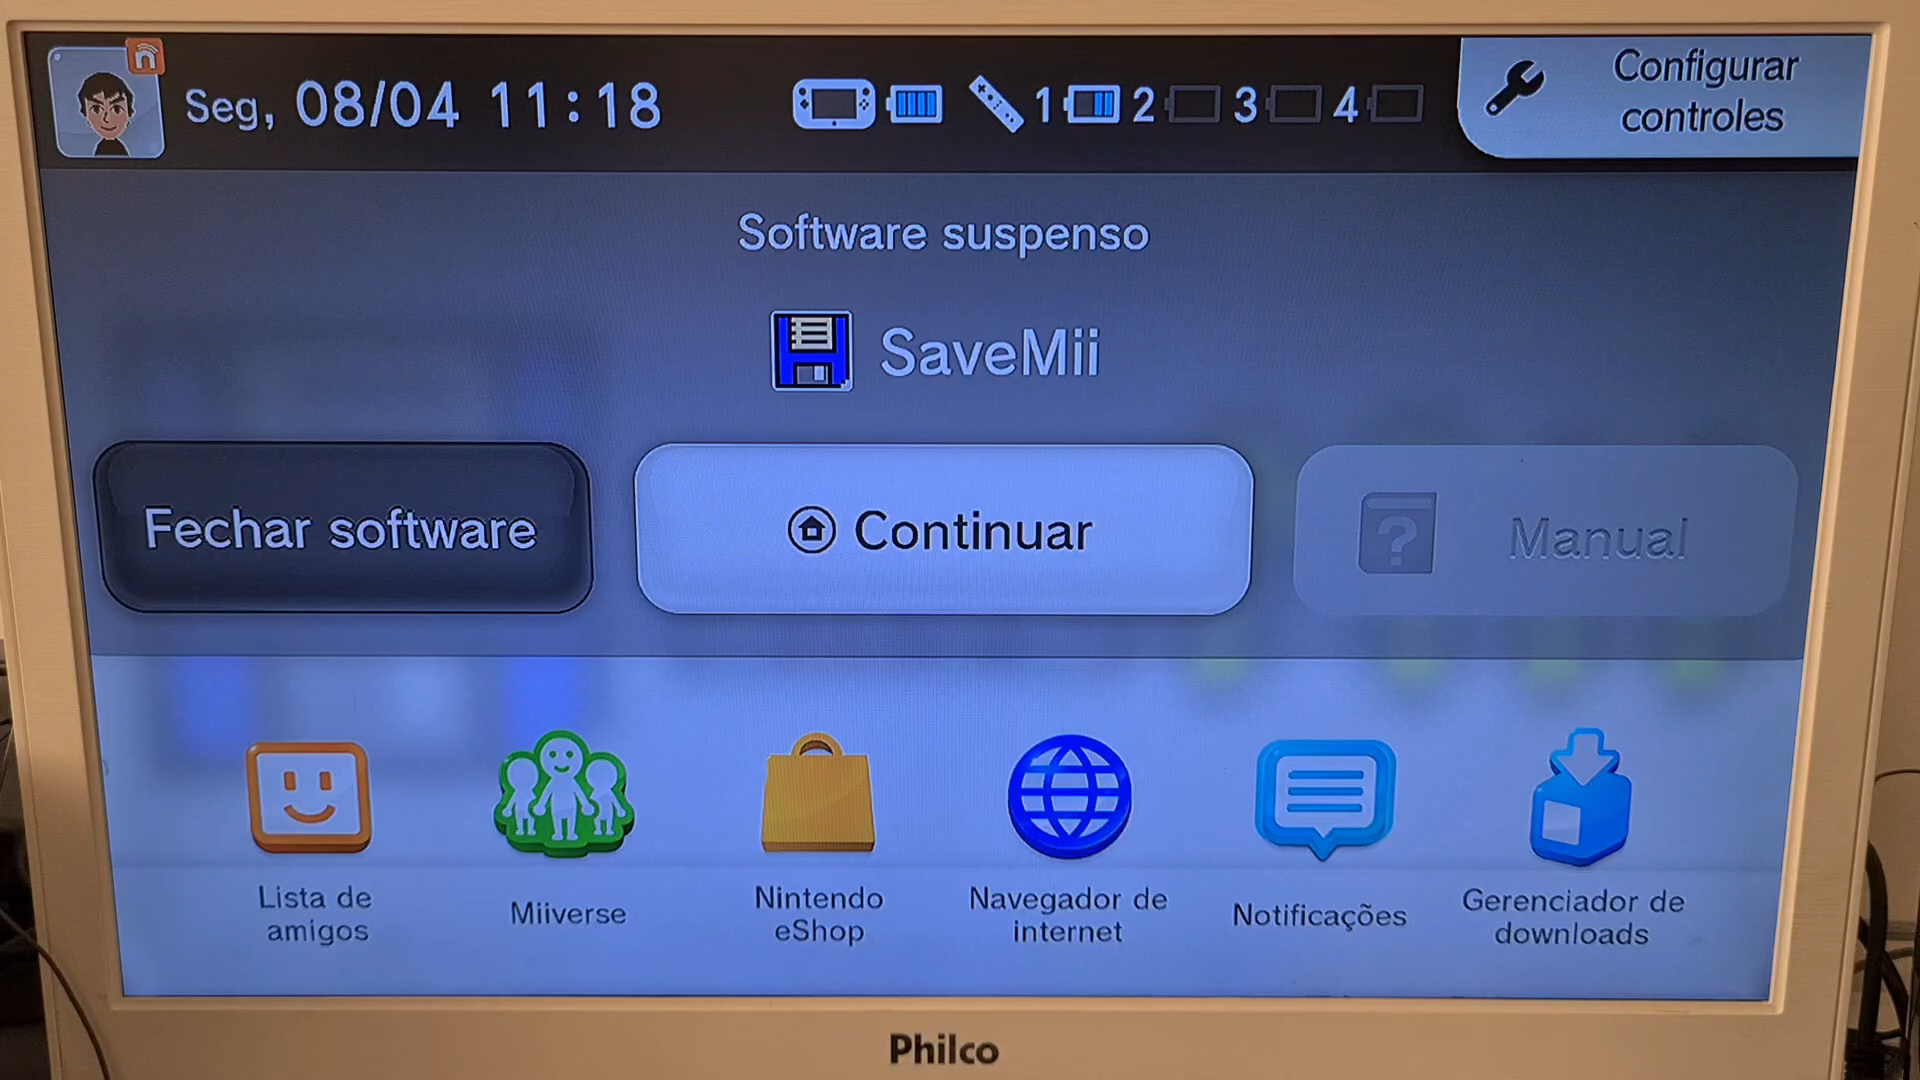 Seg, 08/04 11:18
1 2 3 4
Configurar
controles
Software suspenso
SaveMii
Fechar software
Continuar
? Manual
Lista de
amigos
Miiverse
Nintendo
eShop
Navegador de
internet
Notificações
Gerenciador de
downloads
Philco